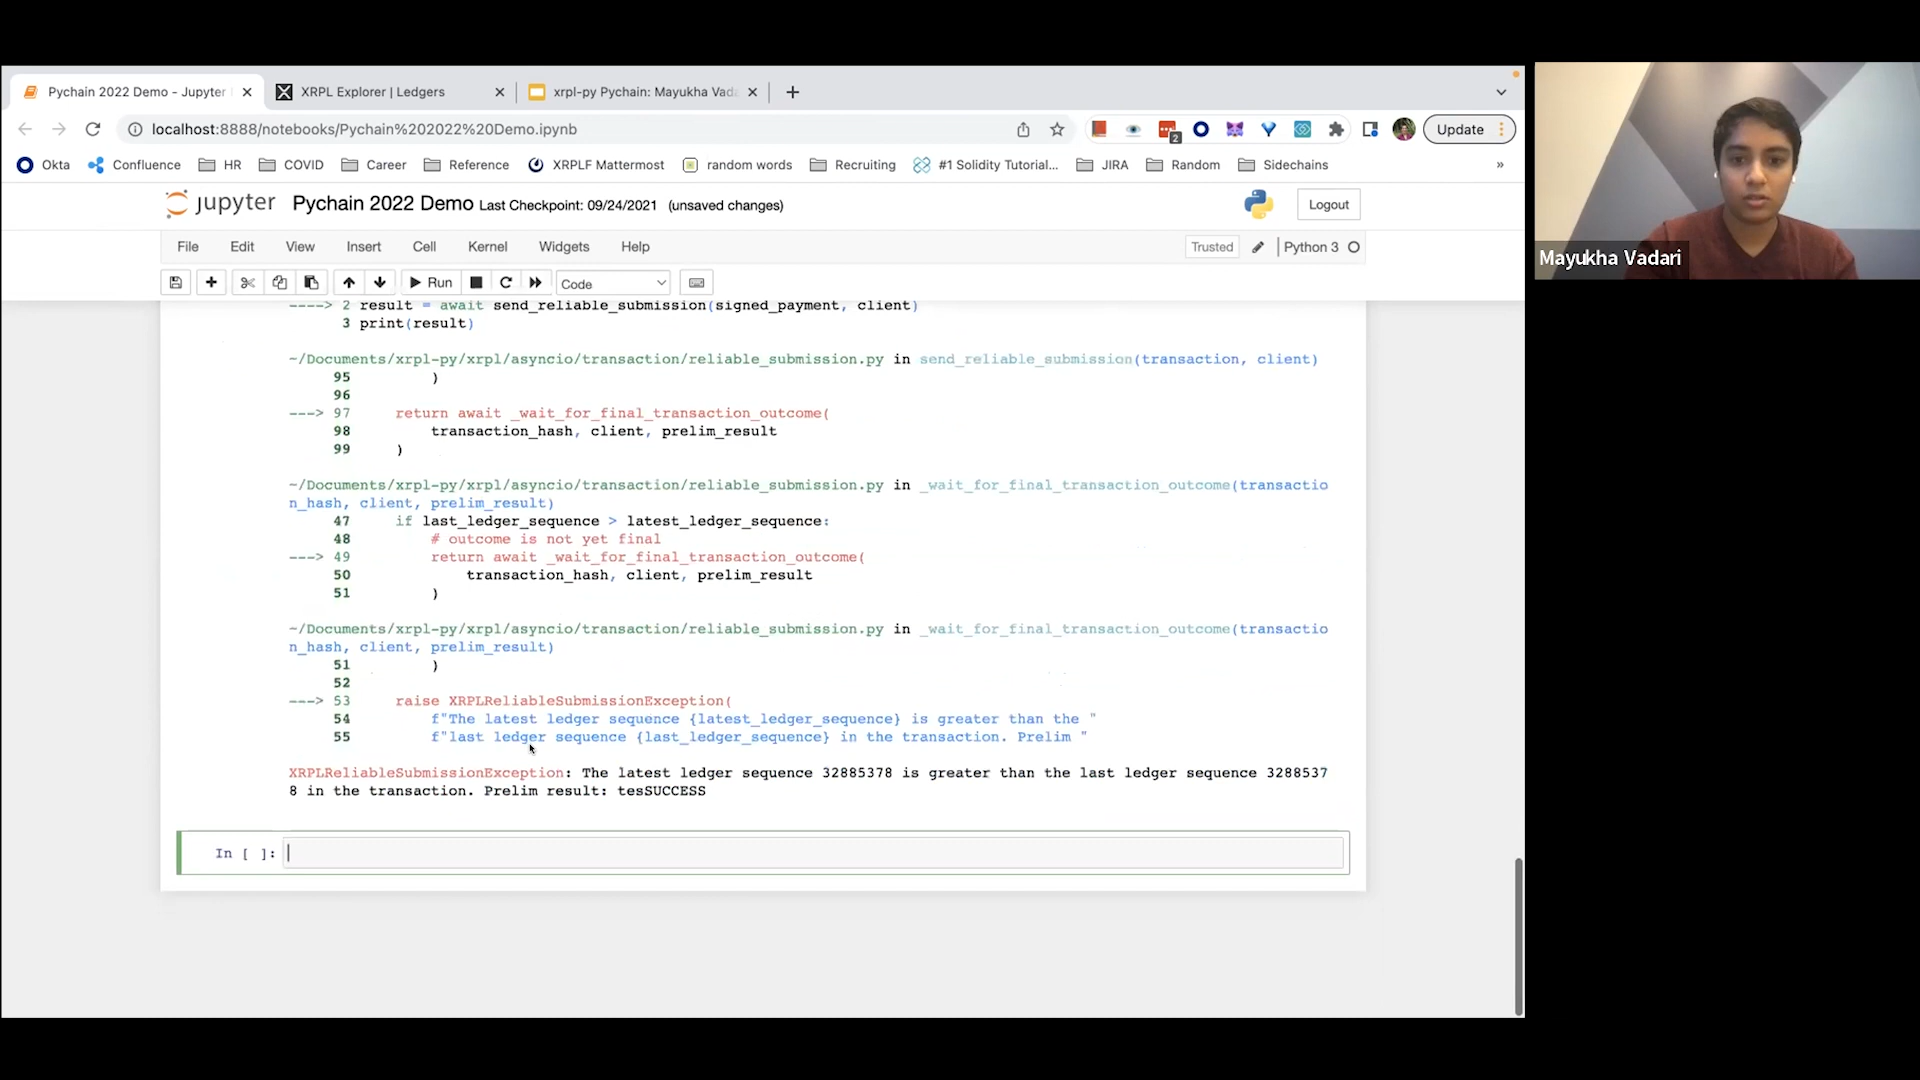 Pychain 2022 Demo - Jupyter
XRPL Explorer | Ledgers
xrpl-py Pychain: Mayukha Vada
localhost:8888/notebooks/Pychain%202022%20Demo.ipynb
2
Update
Okta
Confluence
HR
COVID
Career
Reference
XRPLF Mattermost
random words
Recruiting
#1 Solidity Tutorial...
JIRA
Random
Sidechains
»
jupyter Pychain 2022 Demo Last Checkpoint: 09/24/2021 (unsaved changes)
Logout
File Edit View Insert Cell Kernel Widgets Help
Trusted
Python 3
Run
Code
----> 2 result = await send_reliable_submission(signed_payment, client)
3 print(result)
~/Documents/xrpl-py/xrpl/asyncio/transaction/reliable_submission.py in send_reliable_submission(transaction, client)
95 )
96
---> 97 return await _wait_for_final_transaction_outcome(
98 transaction_hash, client, prelim_result
99 )
~/Documents/xrpl-py/xrpl/asyncio/transaction/reliable_submission.py in _wait_for_final_transaction_outcome(transactio
n_hash, client, prelim_result)
47 if last_ledger_sequence > latest_ledger_sequence:
48 # outcome is not yet final
---> 49 return await _wait_for_final_transaction_outcome(
50 transaction_hash, client, prelim_result
51 )
~/Documents/xrpl-py/xrpl/asyncio/transaction/reliable_submission.py in _wait_for_final_transaction_outcome(transactio
n_hash, client, prelim_result)
51 )
52
---> 53 raise XRPLReliableSubmissionException(
54 f"The latest ledger sequence {latest_ledger_sequence} is greater than the "
55 f"last ledger sequence {last_ledger_sequence} in the transaction. Prelim "
XRPLReliableSubmissionException: The latest ledger sequence 32885378 is greater than the last ledger sequence 3288537
8 in the transaction. Prelim result: tesSUCCESS
In [ ]:
Mayukha Vadari